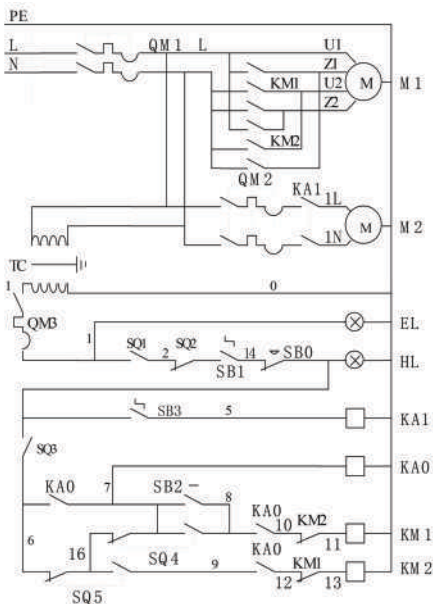 PE
L
QM1 L
U1
Z1
N
KM1 U2
M
M1
Z2
KM2
QM2
KA1
1L
M
M2
1N
TC
1
0
QM3
1
EL
SQ1
SQ2
2
14
SB0
SB1
HL
SB3
5
KA1
SQ3
KA0
7
SB2
KA0
8
KA0
10
KM2
11
KM1
6
16
SQ4
9
KA0
12
KM1
13
KM2
SQ5